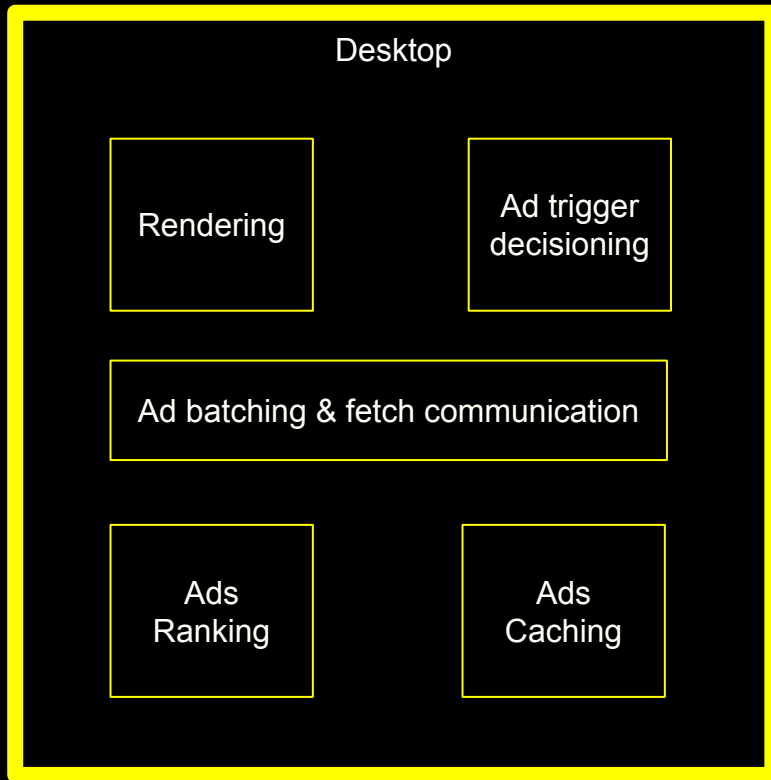 Desktop
Rendering
Ad trigger
decisioning
Ad batching & fetch communication
Ads
Ranking
Ads
Caching